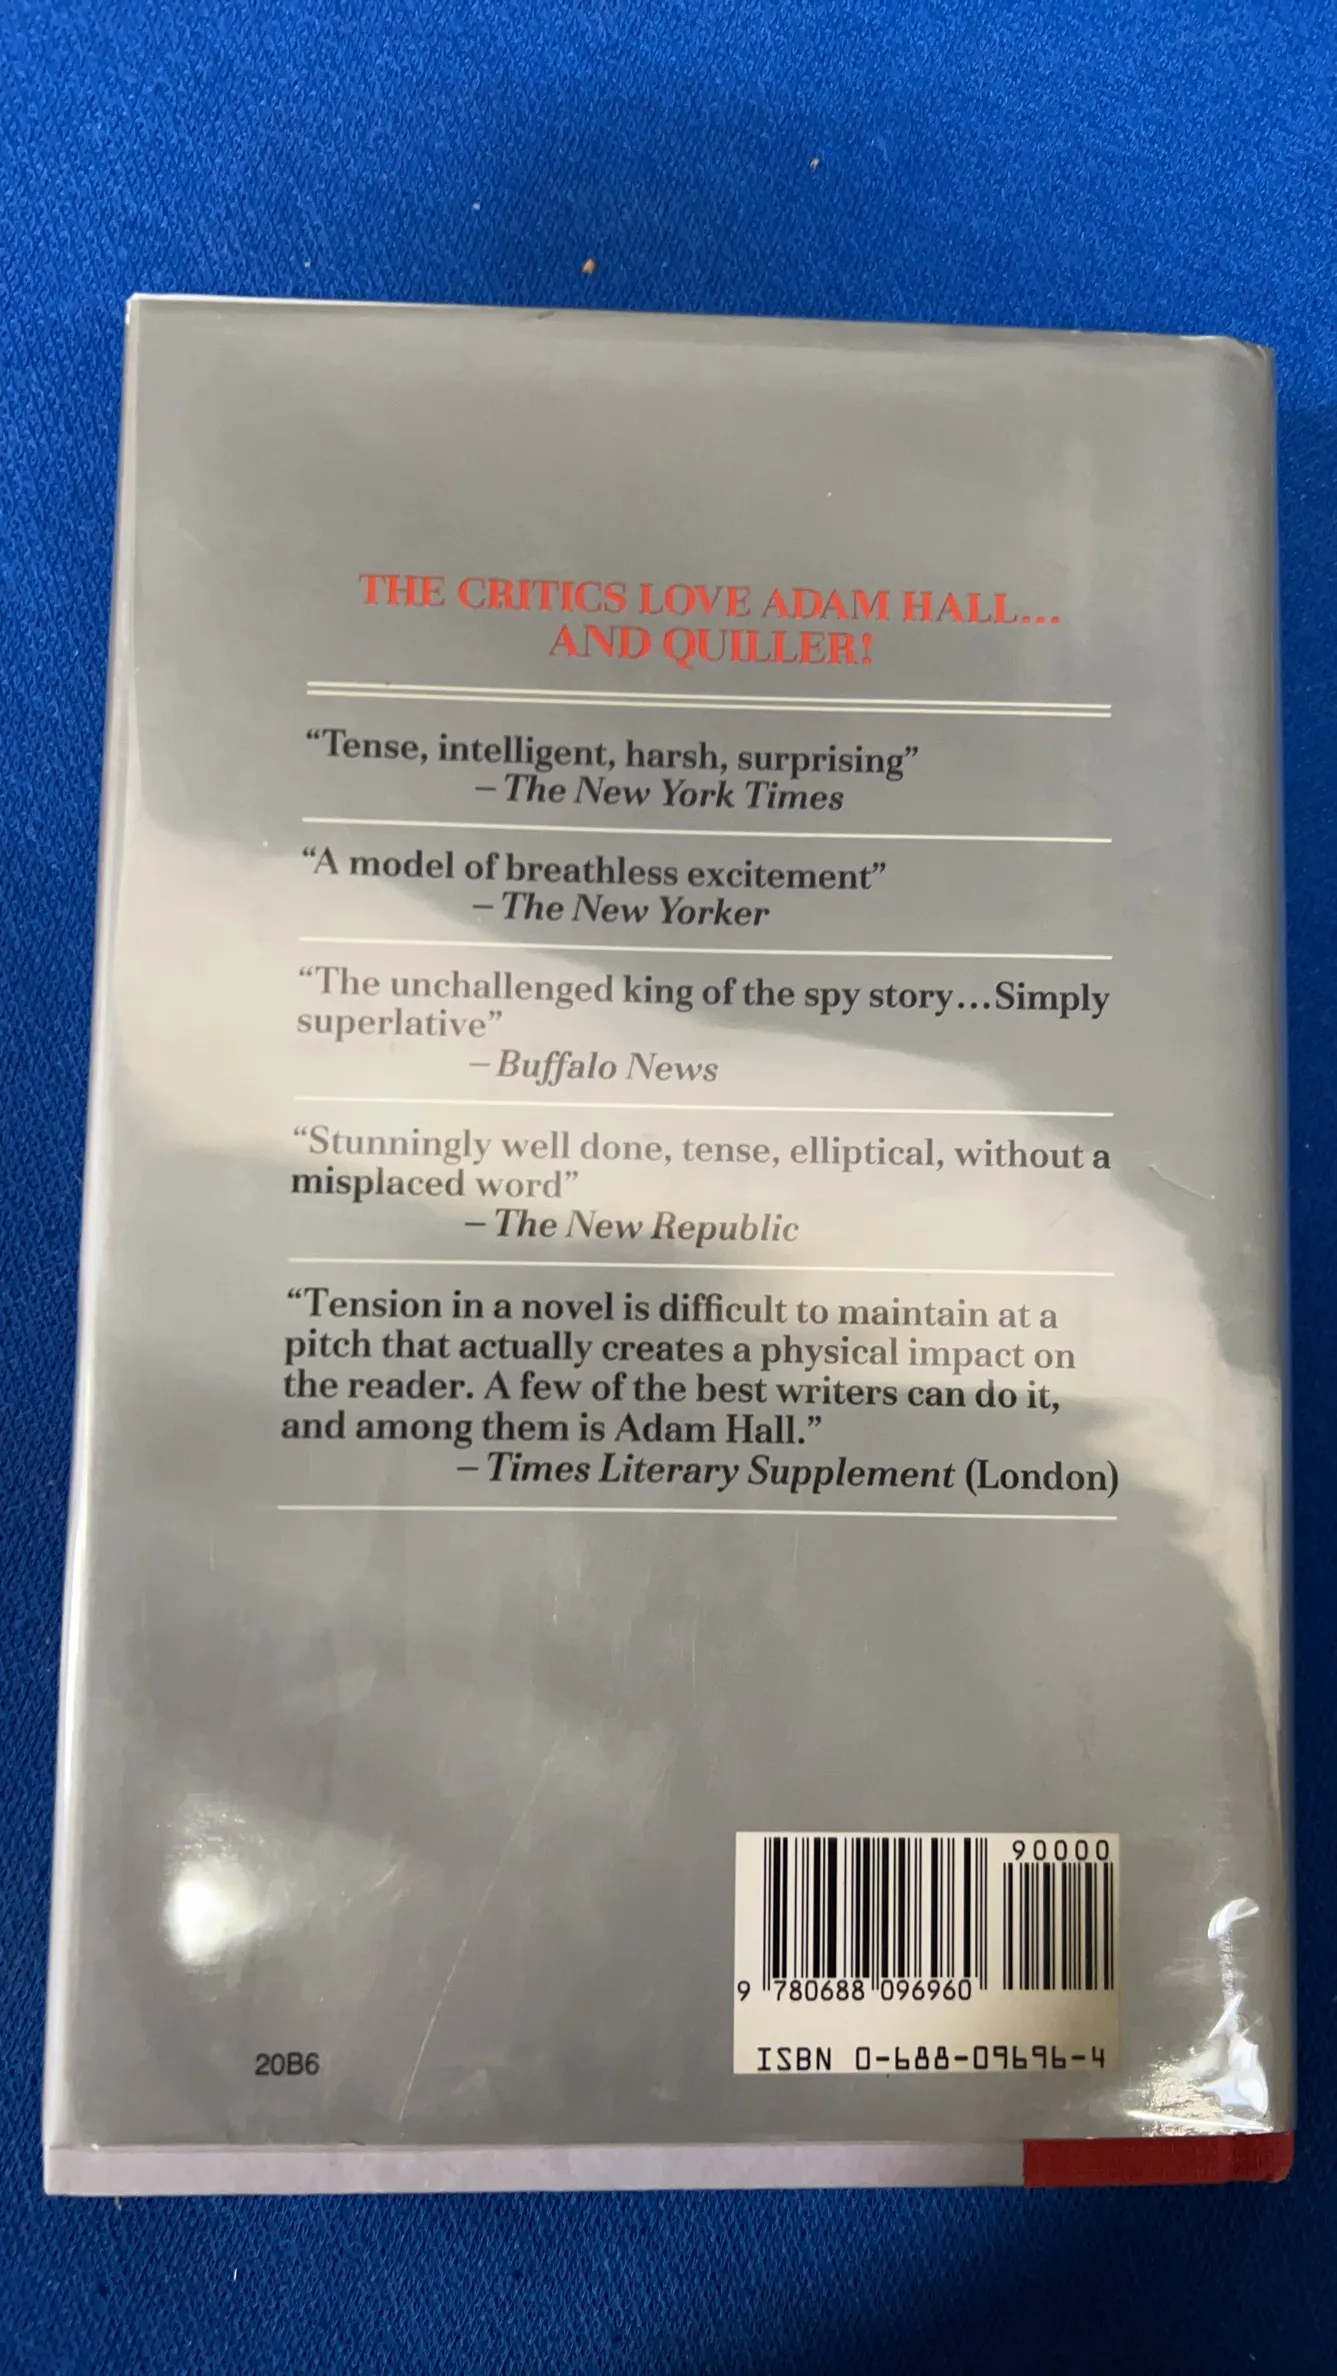 THE CRITICS LOVE ADAM HALL...
AND QUILLER!
“Tense, intelligent, harsh, surprising”
– The New York Times
“A model of breathless excitement”
– The New Yorker
“The unchallenged king of the spy story...Simply
superlative”
– Buffalo News
“Stunningly well done, tense, elliptical, without a
misplaced word”
– The New Republic
“Tension in a novel is difficult to maintain at a
pitch that actually creates a physical impact on
the reader. A few of the best writers can do it,
and among them is Adam Hall.”
– Times Literary Supplement (London)
90000
9 780688 096960
ISBN 0-688-09696-4
20B6